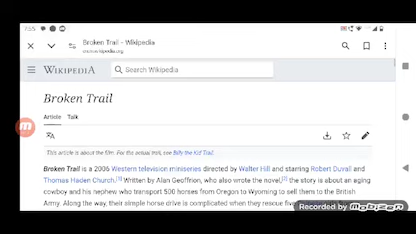 7:55
Broken Trail - Wikipedia
en.wikipedia.org
WIKIPEDIA
Search Wikipedia
Broken Trail
Article Talk
This article is about the film. For the actual trail, see Billy the Kid Trail.
Broken Trail is a 2006 Western television miniseries directed by Walter Hill and starring Robert Duvall and
Thomas Haden Church.[1] Written by Alan Geoffrion, who also wrote the novel,[2] the story is about an aging
cowboy and his nephew who transport 500 horses from Oregon to Wyoming to sell them to the British
Army. Along the way, their simple horse drive is complicated when they rescue five
Recorded by Mobizen